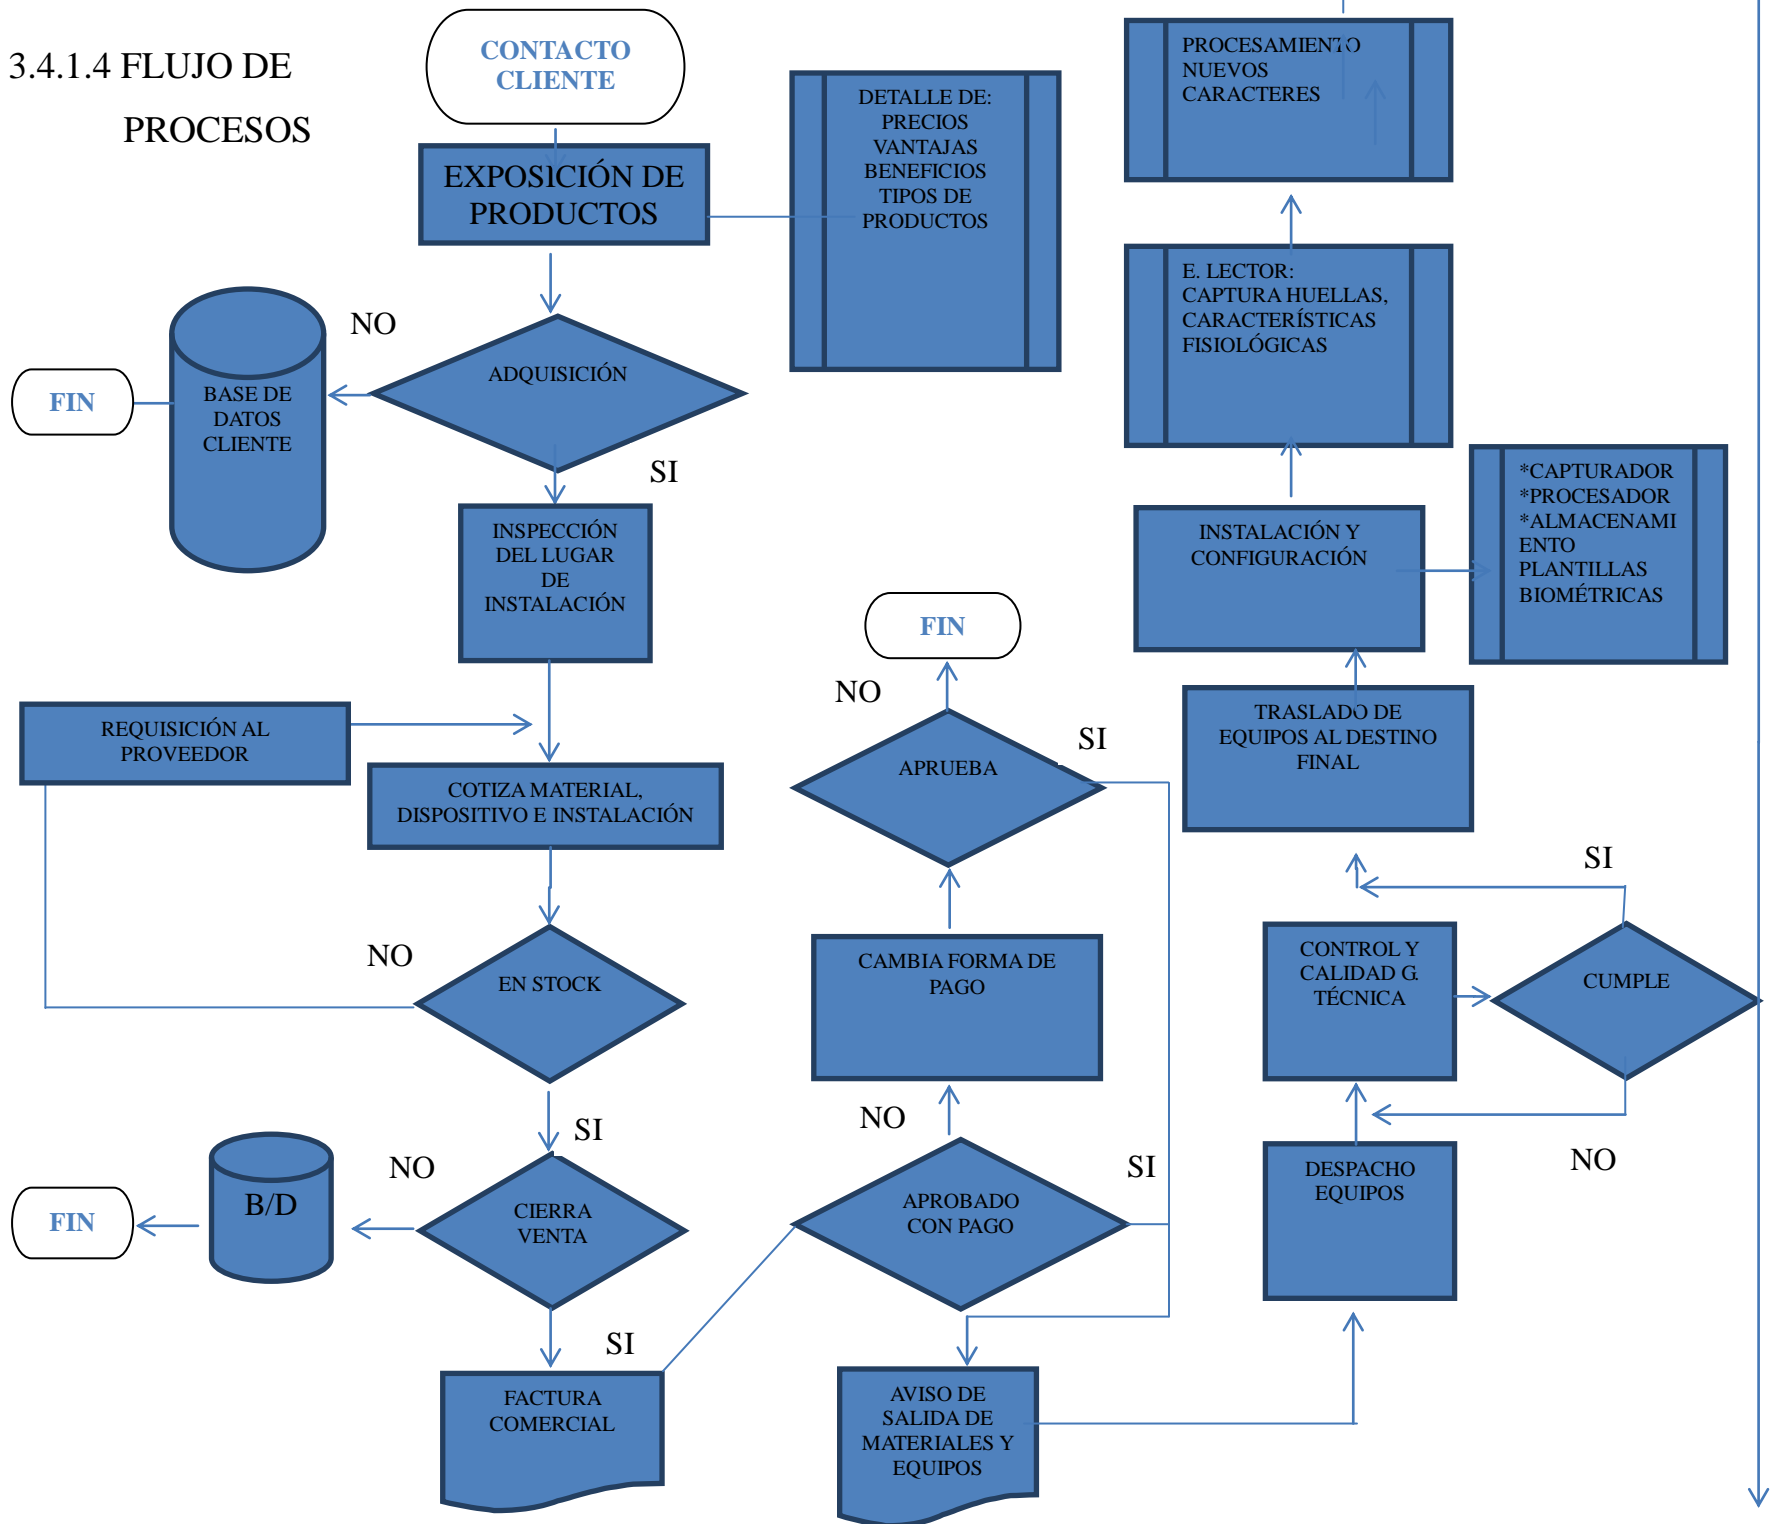 3.4.1.4 FLUJO DE
PROCESOS
CONTACTO
CLIENTE
EXPOSICIÓN DE
PRODUCTOS
DETALLE DE:
PRECIOS
VANTAJAS
BENEFICIOS
TIPOS DE
PRODUCTOS
NO
ADQUISICIÓN
FIN
BASE DE
DATOS
CLIENTE
SI
INSPECCIÓN
DEL LUGAR
DE
INSTALACIÓN
REQUISICIÓN AL
PROVEEDOR
COTIZA MATERIAL,
DISPOSITIVO E INSTALACIÓN
NO
EN STOCK
SI
NO
CIERRA
VENTA
B/D
FIN
SI
FACTURA
COMERCIAL
FIN
NO
APRUEBA
SI
CAMBIA FORMA DE
PAGO
NO
APROBADO
CON PAGO
SI
AVISO DE
SALIDA DE
MATERIALES Y
EQUIPOS
PROCESAMIENTO
NUEVOS
CARACTERES
E. LECTOR:
CAPTURA HUELLAS,
CARACTERÍSTICAS
FISIOLÓGICAS
INSTALACIÓN Y
CONFIGURACIÓN
*CAPTURADOR
*PROCESADOR
*ALMACENAMI
ENTO
PLANTILLAS
BIOMÉTRICAS
TRASLADO DE
EQUIPOS AL DESTINO
FINAL
SI
CONTROL Y
CALIDAD G.
TÉCNICA
CUMPLE
NO
DESPACHO
EQUIPOS